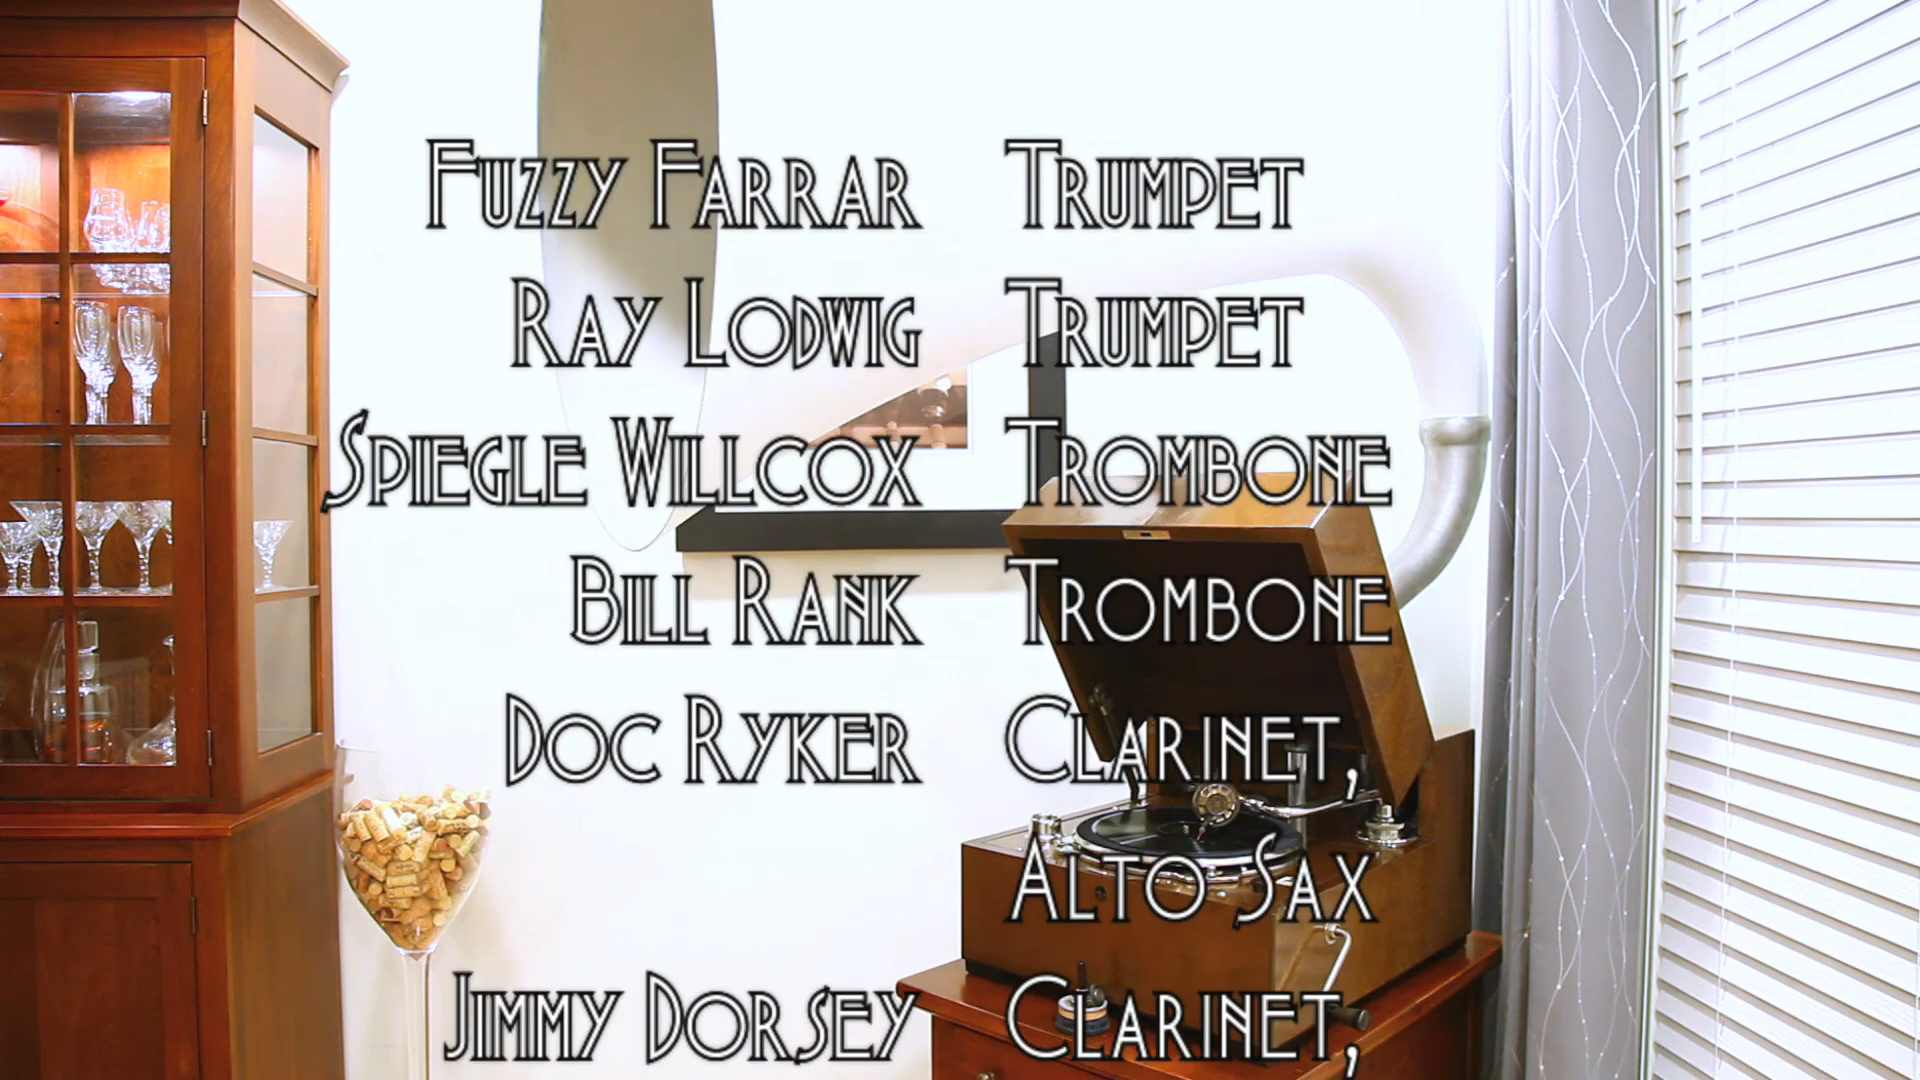 Fuzzy Farrar Trumpet
Ray Lodwig Trumpet
Spiegle Willcox Trombone
Bill Rank Trombone
Doc Ryker Clarinet,
Alto Sax
Jimmy Dorsey Clarinet,